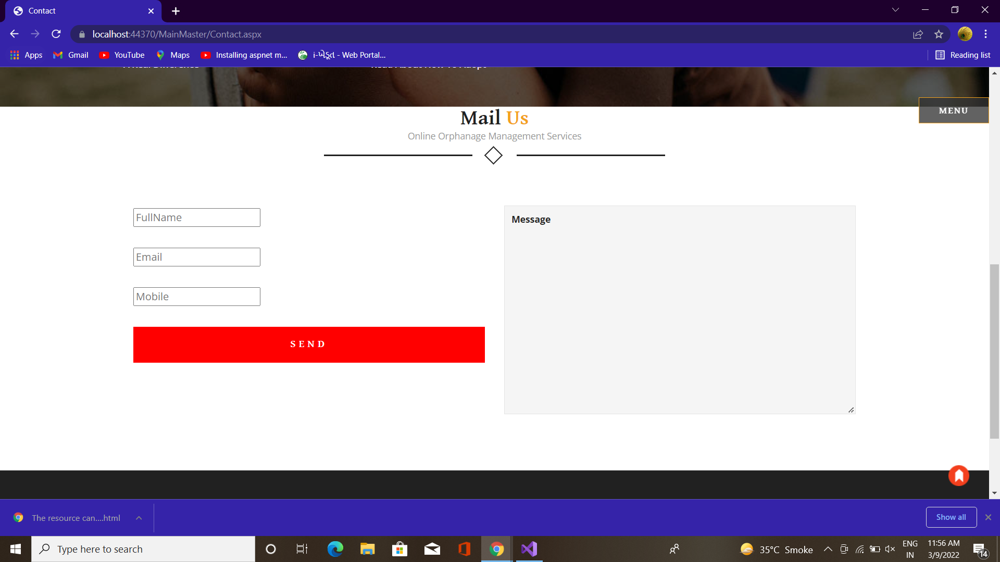 Contact
localhost:44370/MainMaster/Contact.aspx
Apps
Gmail
YouTube
Maps
Installing aspnet m...
i-ખેડૂત - Web Portal...
Reading list
MENU
Mail Us
Online Orphanage Management Services
FullName
Message
Email
Mobile
SEND
The resource can....html
Show all
Type here to search
35°C Smoke
ENG
IN
11:56 AM
3/9/2022
14